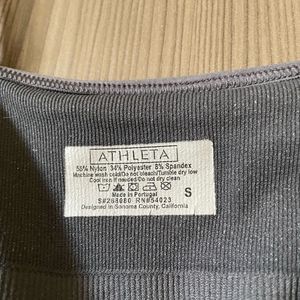 ATHLETA
58% Nylon 34% Polyester 8% Spandex
Machine wash cold/Do not bleach/Tumble dry low
Cool iron if needed/Do not dry clean
Made in Portugal
S
S#268080 RN#54023
Designed in Sonoma County, California